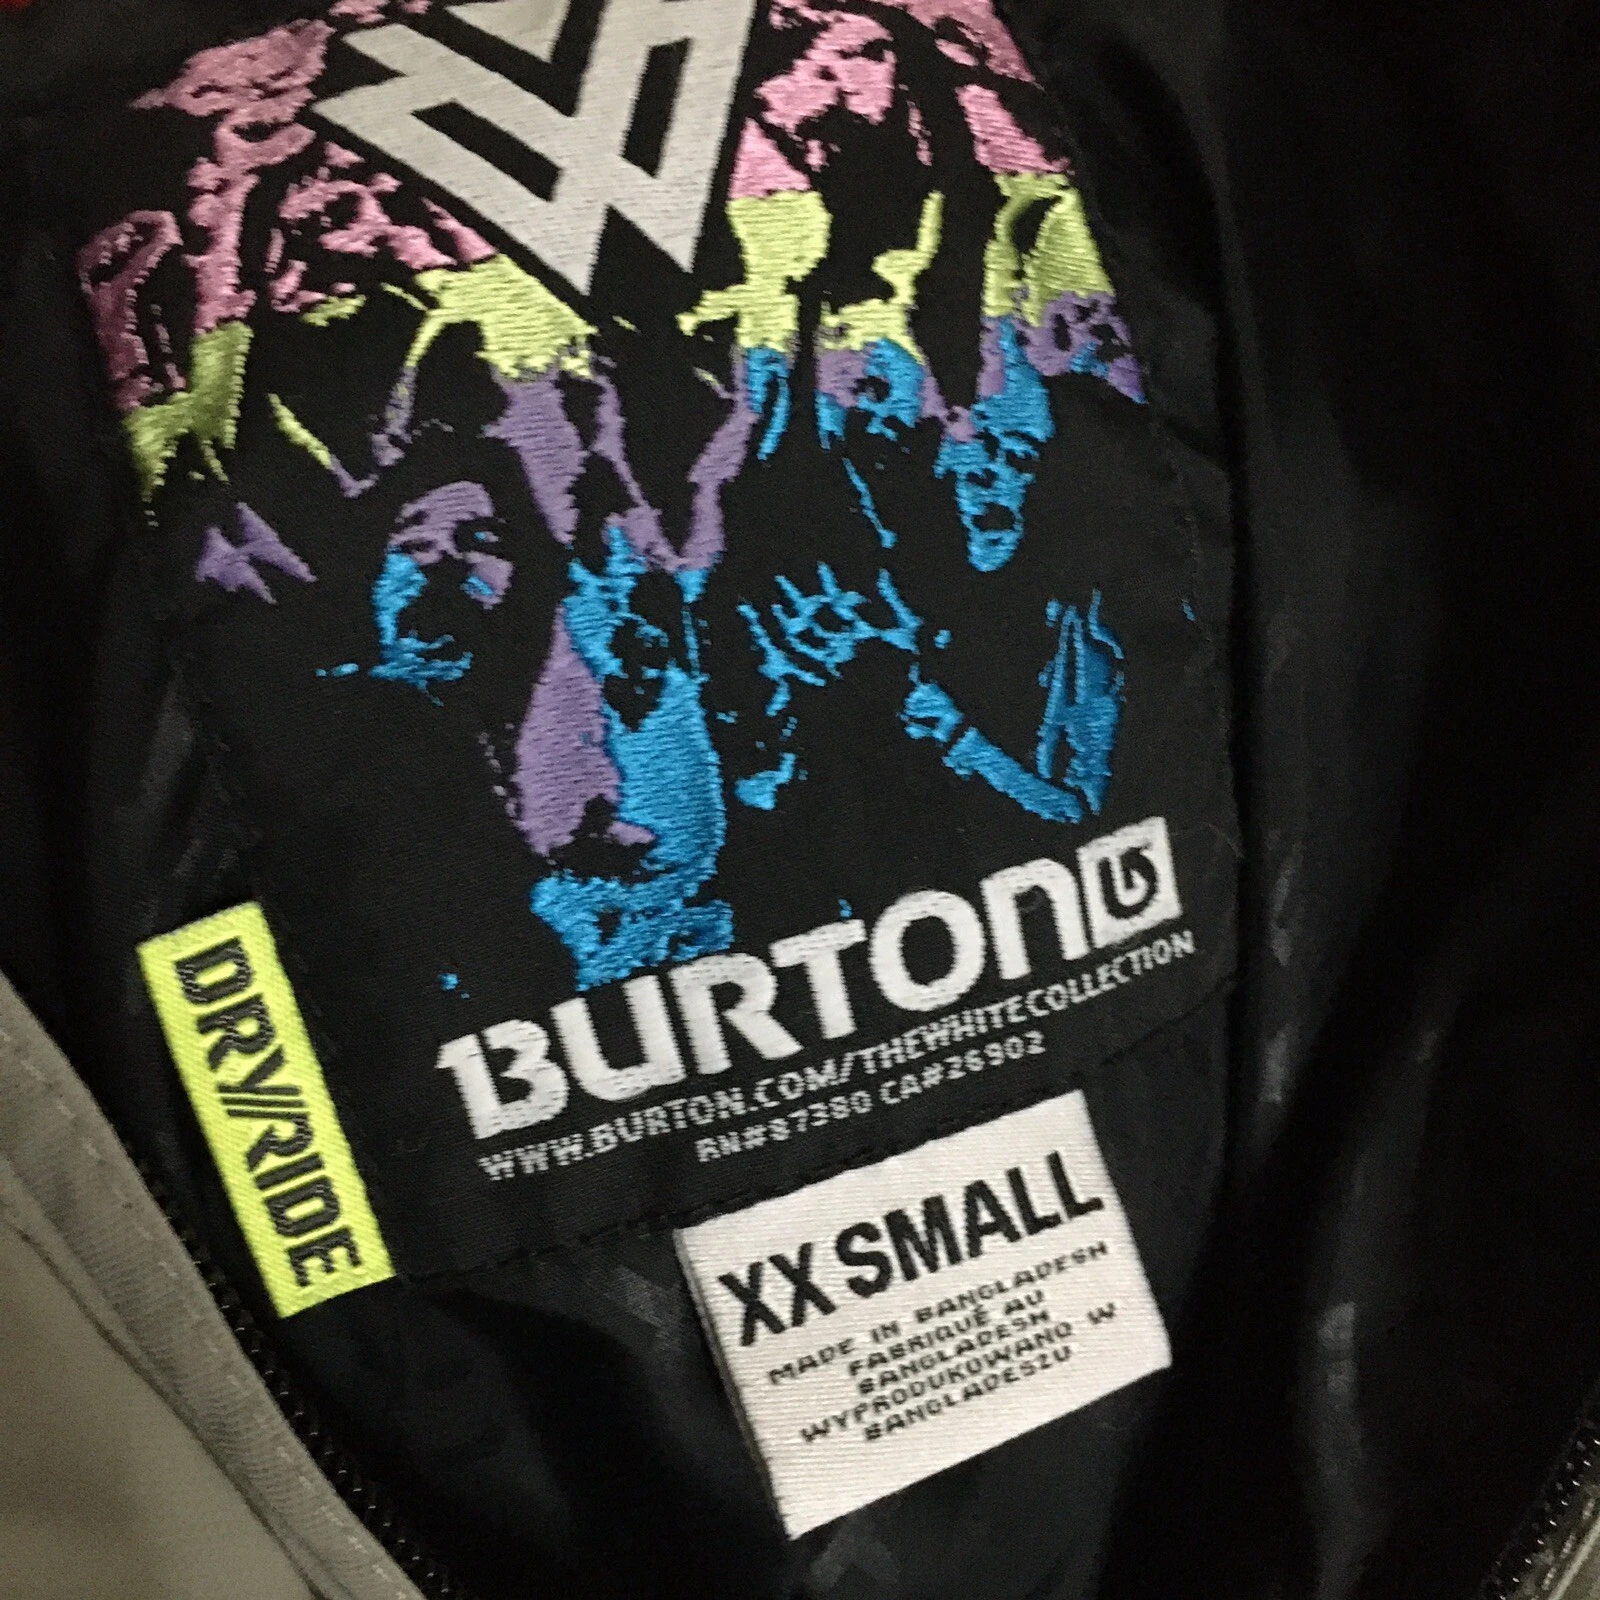 BURTON
WWW.BURTON.COM/THEWHITECOLLECTION
RN#87380 CA#26902
DRY//RIDE
XX SMALL
MADE IN BANGLADESH
FABRIQUÉ AU
BANGLADESH
WYPRODUKOWANO W
BANGLADESZU